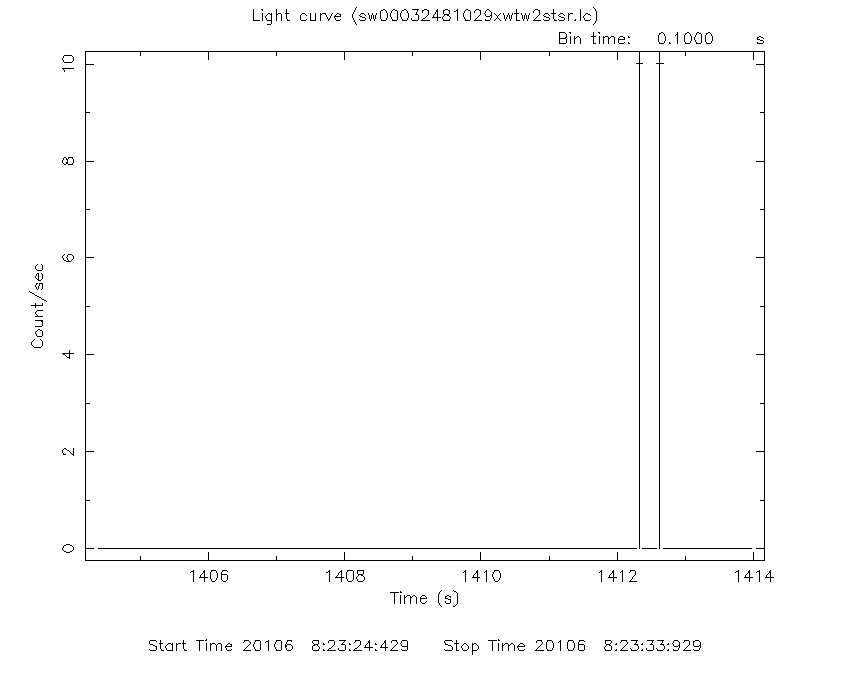 Light curve (sw00032481029xwtw2stsr.lc)
Bin time: 0.1000 s
10
8
6
4
2
0
Count/sec
1406 1408 1410 1412 1414
Time (s)
Start Time 20106 8:23:24:429 Stop Time 20106 8:23:33:929